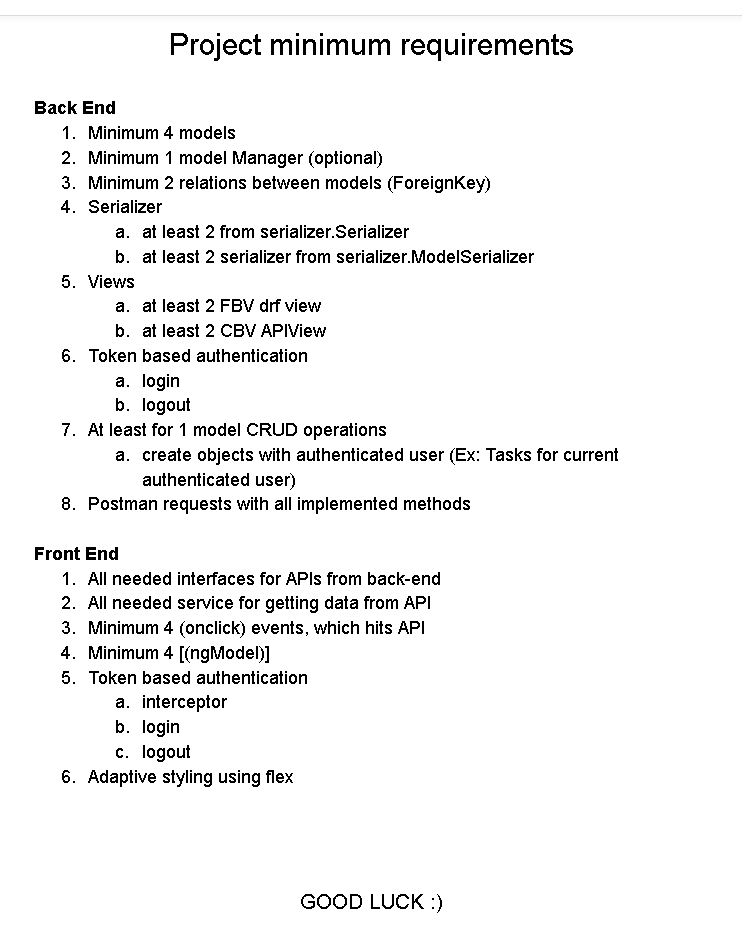 Project minimum requirements
Back End
1. Minimum 4 models
2. Minimum 1 model Manager (optional)
3. Minimum 2 relations between models (ForeignKey)
4. Serializer
a. at least 2 from serializer.Serializer
b. at least 2 serializer from serializer.ModelSerializer
5. Views
a. at least 2 FBV drf view
b. at least 2 CBV APIView
6. Token based authentication
a. login
b. logout
7. At least for 1 model CRUD operations
a. create objects with authenticated user (Ex: Tasks for current
authenticated user)
8. Postman requests with all implemented methods
Front End
1. All needed interfaces for APIs from back-end
2. All needed service for getting data from API
3. Minimum 4 (onclick) events, which hits API
4. Minimum 4 [(ngModel)]
5. Token based authentication
a. interceptor
b. login
c. logout
6. Adaptive styling using flex
GOOD LUCK :)